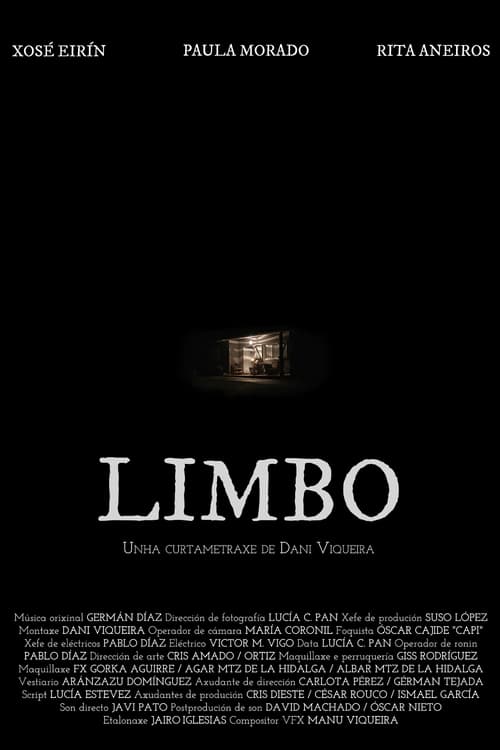 XOSÉ EIRÍN PAULA MORADO RITA ANEIROS
LIMBO
UNHA CURTAMETRAXE DE DANI VIQUEIRA
Música orixinal GERMÁN DÍAZ Dirección de fotografía LUCÍA C. PAN Xefe de produción SUSO LÓPEZ
Montaxe DANI VIQUEIRA Operador de cámara MARÍA CORONIL Foquista ÓSCAR CAJIDE "CAPI"
Xefe de eléctricos PABLO DÍAZ Eléctrico VICTOR M. VIGO Data LUCÍA C. PAN Operador de ronin
PABLO DÍAZ Dirección de arte CRIS AMADO / ORTIZ Maquillaxe e perruquería GISS RODRÍGUEZ
Maquillaxe FX GORKA AGUIRRE / AGAR MTZ DE LA HIDALGA / ALBAR MTZ DE LA HIDALGA
Vestiario ARÁNZAZU DOMÍNGUEZ Axudante de dirección CARLOTA PÉREZ / GÉRMAN TEJADA
Script LUCÍA ESTEVEZ Axudantes de produción CRIS DIESTE / CÉSAR ROUCO / ISMAEL GARCÍA
Son directo JAVI PATO Postprodución de son DAVID MACHADO / ÓSCAR NIETO
Etalonaxe JAIRO IGLESIAS Compositor VFX MANU VIQUEIRA